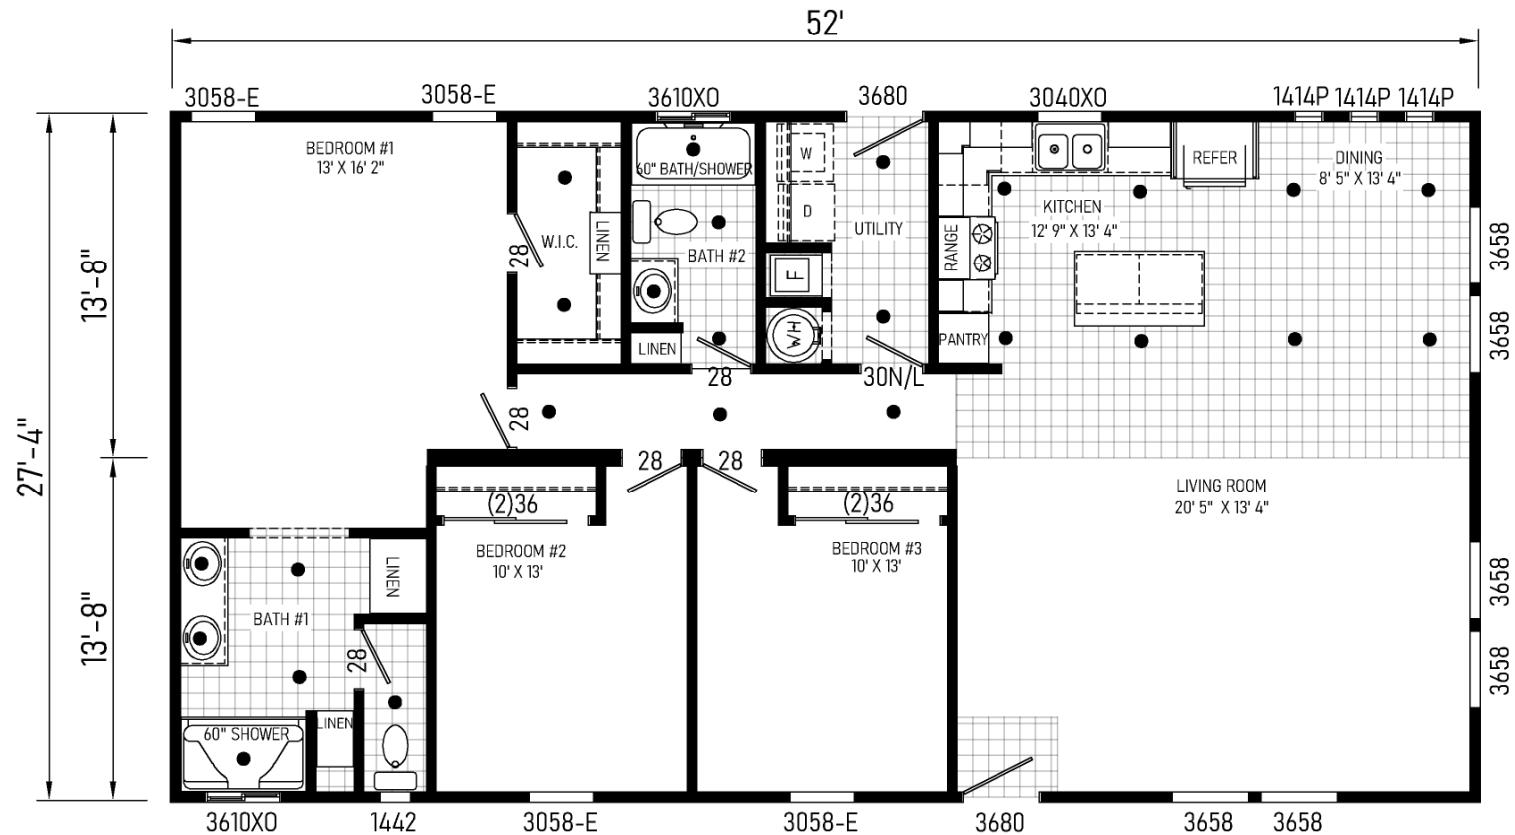 52'
3058-E
3058-E
3610XO
3680
3040XO
1414P
1414P
1414P
BEDROOM #1
13' X 16' 2"
60" BATH/SHOWER
W
REFER
DINING
8' 5" X 13' 4"
D
KITCHEN
12' 9" X 13' 4"
UTILITY
W.I.C.
LINEN
28
BATH #2
RANGE
F
3658
13'-8"
WH
PANTRY
LINEN
3658
28
30N/L
28
27'-4"
28
28
(2)36
(2)36
LIVING ROOM
20' 5" X 13' 4"
BEDROOM #2
10' X 13'
BEDROOM #3
10' X 13'
LINEN
3658
BATH #1
13'-8"
28
3658
LINEN
60" SHOWER
3610XO
1442
3058-E
3058-E
3680
3658
3658